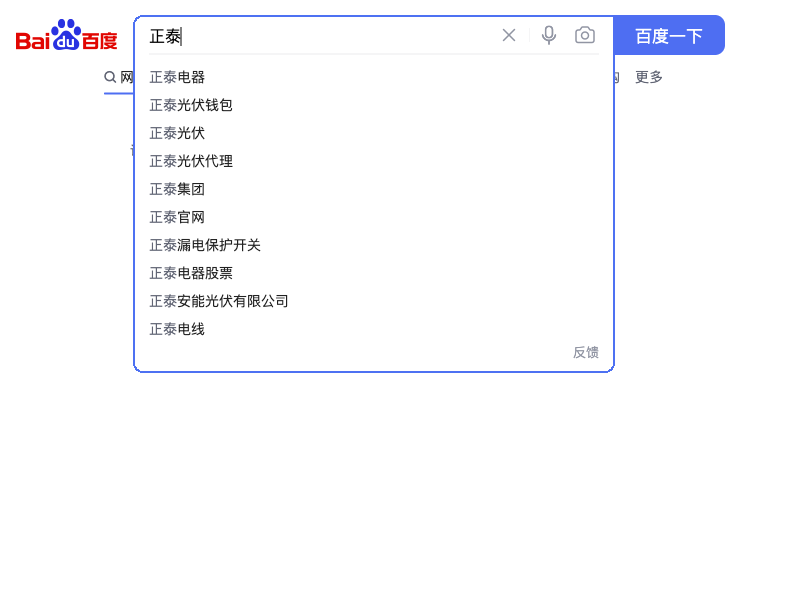 Bai du 百度
正泰
百度一下
网
更多
正泰电器
正泰光伏钱包
正泰光伏
正泰光伏代理
正泰集团
正泰官网
正泰漏电保护开关
正泰电器股票
正泰安能光伏有限公司
正泰电线
反馈